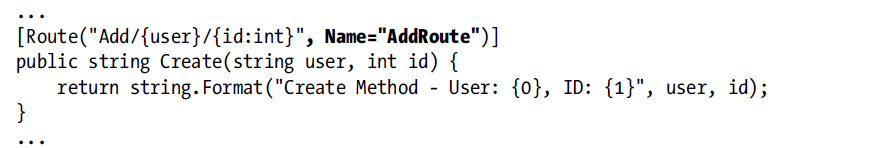 ...
[Route("Add/{user}/{id:int}", Name="AddRoute")]
public string Create(string user, int id) {
    return string.Format("Create Method - User: {0}, ID: {1}", user, id);
}
...